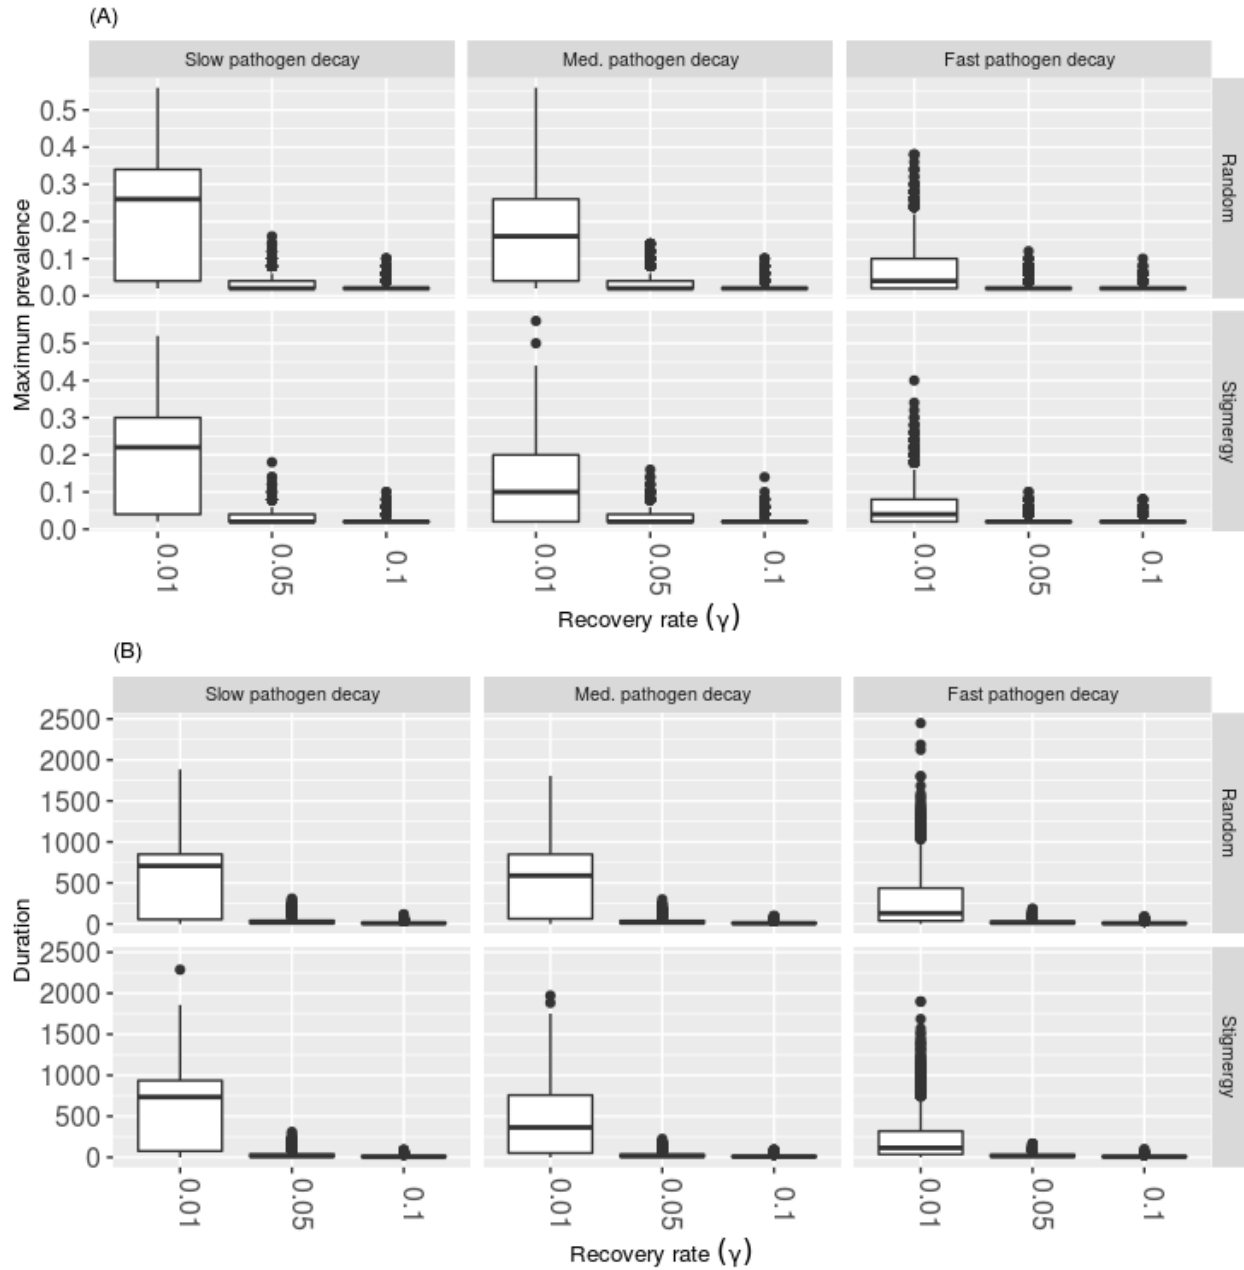 (A)
Slow pathogen decay Med. pathogen decay Fast pathogen decay
Maximum prevalence
0.5
0.4
0.3
0.2
0.1
0.0
Random
0.5
0.4
0.3
0.2
0.1
0.0
Stigmergy
0.01 0.05 0.1 0.01 0.05 0.1 0.01 0.05 0.1
Recovery rate (γ)
(B)
Slow pathogen decay Med. pathogen decay Fast pathogen decay
Duration
2500
2000
1500
1000
500
0
Random
2500
2000
1500
1000
500
0
Stigmergy
0.01 0.05 0.1 0.01 0.05 0.1 0.01 0.05 0.1
Recovery rate (γ)